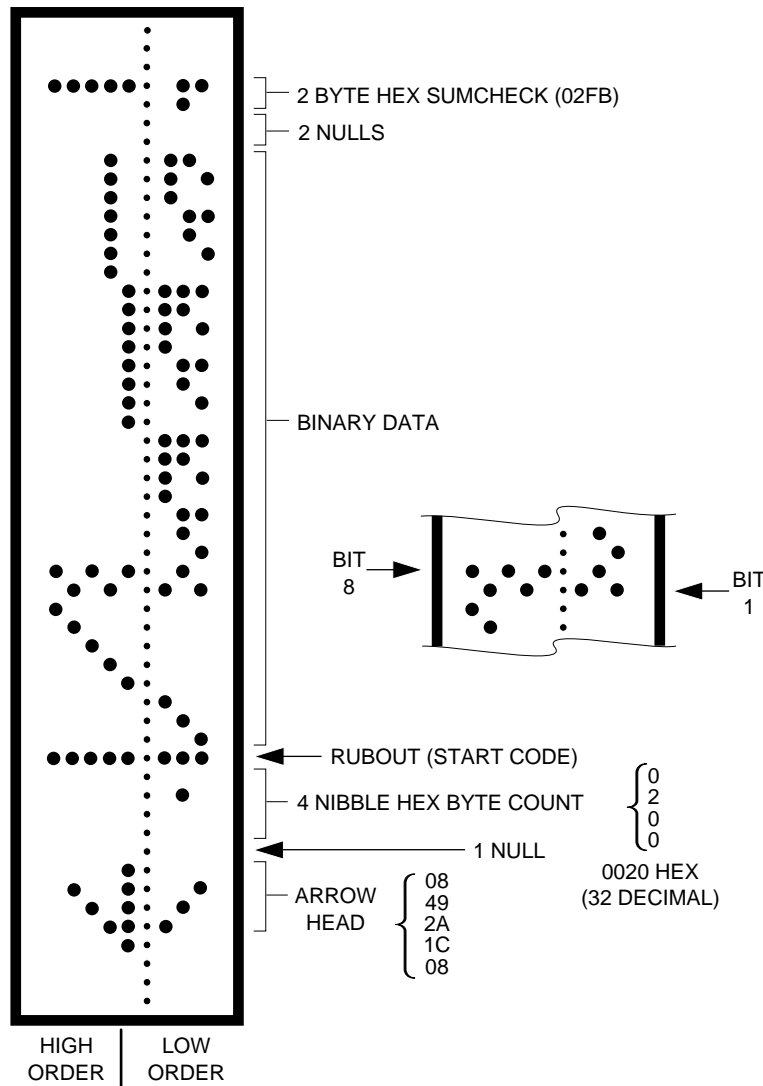 2 BYTE HEX SUMCHECK (02FB)
2 NULLS
BINARY DATA
BIT
8
BIT
1
RUBOUT (START CODE)
4 NIBBLE HEX BYTE COUNT
0
2
0
0
1 NULL
0020 HEX
(32 DECIMAL)
ARROW
HEAD
08
49
2A
1C
08
HIGH
ORDER
LOW
ORDER